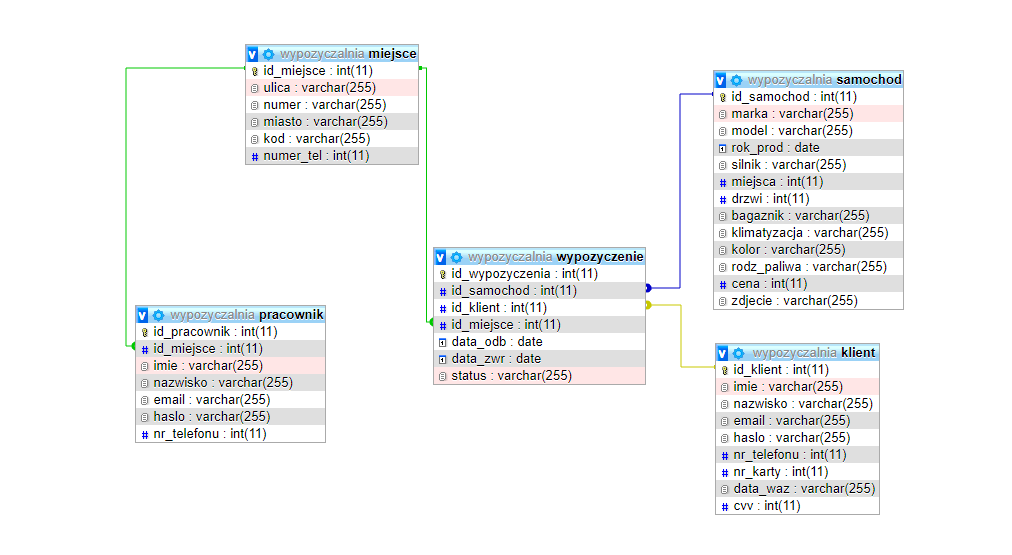 wypozyczalnia miejsce
id_miejsce : int(11)
ulica : varchar(255)
numer : varchar(255)
miasto : varchar(255)
kod : varchar(255)
numer_tel : int(11)
wypozyczalnia samochod
id_samochod : int(11)
marka : varchar(255)
model : varchar(255)
rok_prod : date
silnik : varchar(255)
miejsca : int(11)
drzwi : int(11)
bagaznik : varchar(255)
klimatyzacja : varchar(255)
kolor : varchar(255)
rodz_paliwa : varchar(255)
cena : int(11)
zdjecie : varchar(255)
wypozyczalnia wypozyczenie
id_wypozyczenia : int(11)
id_samochod : int(11)
id_klient : int(11)
id_miejsce : int(11)
data_odb : date
data_zwr : date
status : varchar(255)
wypozyczalnia pracownik
id_pracownik : int(11)
id_miejsce : int(11)
imie : varchar(255)
nazwisko : varchar(255)
email : varchar(255)
haslo : varchar(255)
nr_telefonu : int(11)
wypozyczalnia klient
id_klient : int(11)
imie : varchar(255)
nazwisko : varchar(255)
email : varchar(255)
haslo : varchar(255)
nr_telefonu : int(11)
nr_karty : int(11)
data_waz : varchar(255)
cvv : int(11)